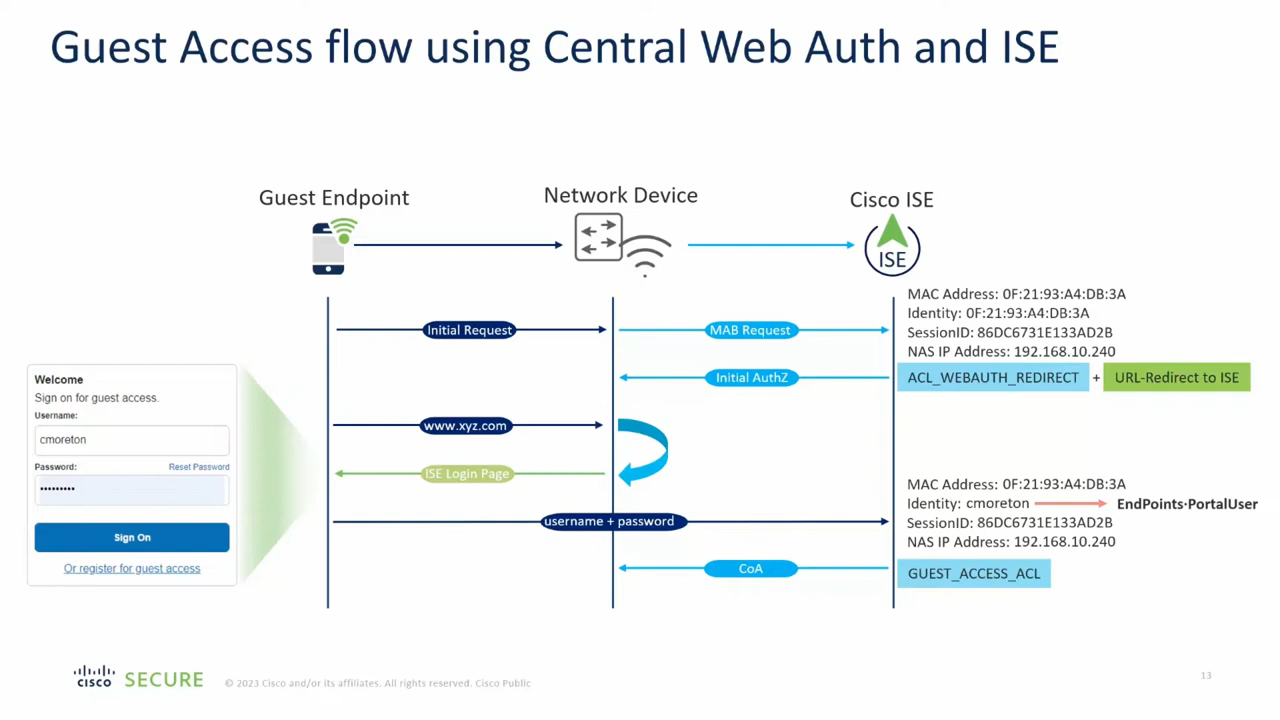 Guest Access flow using Central Web Auth and ISE
Guest Endpoint
Network Device
Cisco ISE
ISE
MAC Address: 0F:21:93:A4:DB:3A
Identity: 0F:21:93:A4:DB:3A
SessionID: 86DC6731E133AD2B
NAS IP Address: 192.168.10.240
Initial Request
MAB Request
Initial AuthZ
ACL_WEBAUTH_REDIRECT + URL-Redirect to ISE
Welcome
Sign on for guest access.
Username:
cmoreton
Password: Reset Password
•••••••••
Sign On
Or register for guest access
www.xyz.com
ISE Login Page
username + password
MAC Address: 0F:21:93:A4:DB:3A
Identity: cmoreton EndPoints·PortalUser
SessionID: 86DC6731E133AD2B
NAS IP Address: 192.168.10.240
CoA
GUEST_ACCESS_ACL
CISCO SECURE
© 2023 Cisco and/or its affiliates. All rights reserved. Cisco Public
13